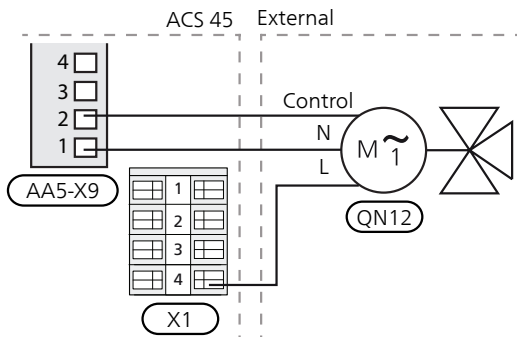 ACS 45 External
4
3
2
1
Control
N
L
M ~ 1
AA5-X9
QN12
1
2
3
4
X1